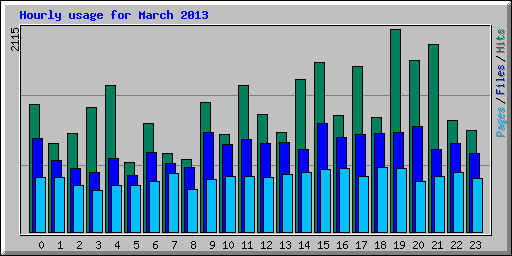 Hourly usage for March 2013
2115
Pages / Files / Hits
0 1 2 3 4 5 6 7 8 9 10 11 12 13 14 15 16 17 18 19 20 21 22 23